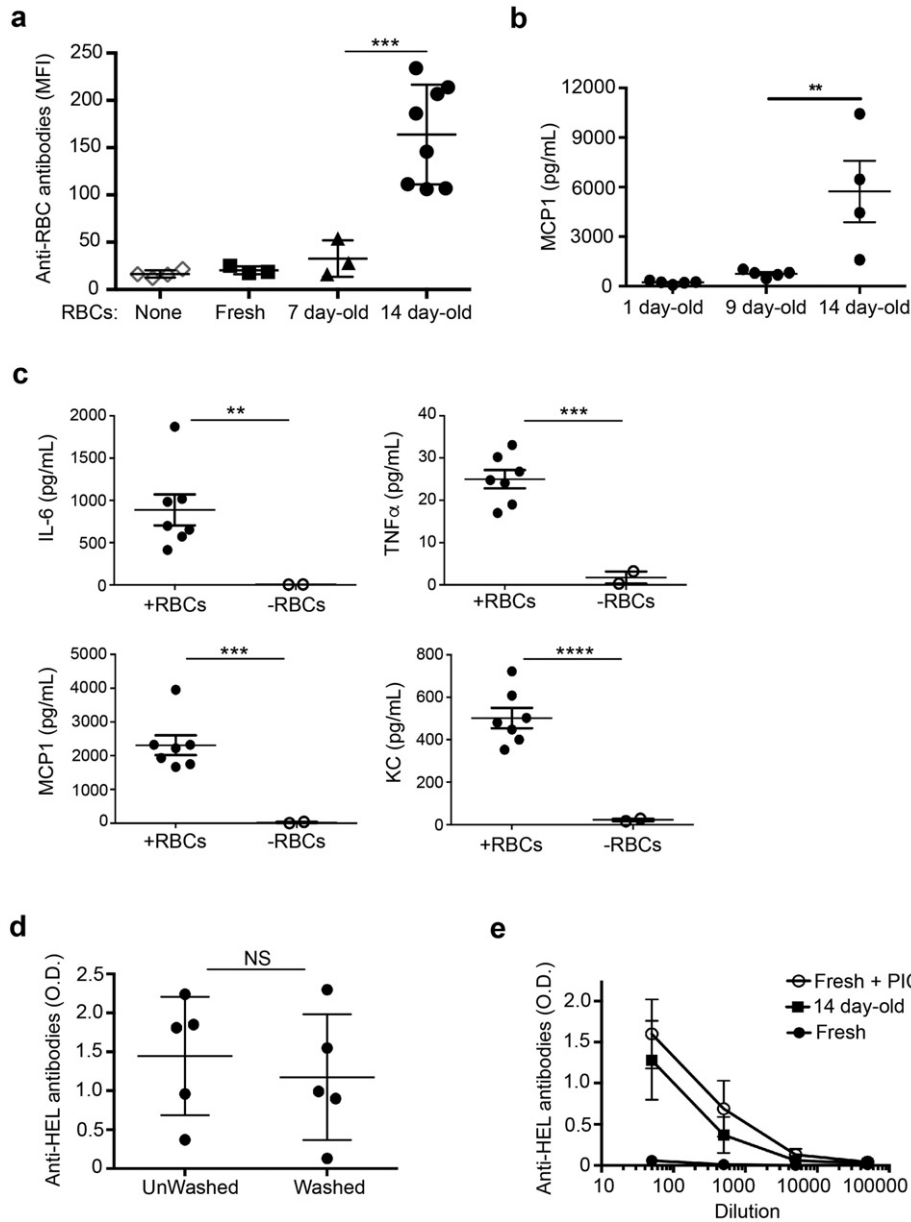 a
***
Anti-RBC antibodies (MFI)
250
200
150
100
50
0
RBCs: None Fresh 7 day-old 14 day-old
b
**
MCP1 (pg/mL)
12000
9000
6000
3000
0
1 day-old 9 day-old 14 day-old
c
**
IL-6 (pg/mL)
2000
1500
1000
500
0
+RBCs -RBCs
***
TNFα (pg/mL)
40
30
20
10
0
+RBCs -RBCs
***
MCP1 (pg/mL)
5000
4000
3000
2000
1000
0
+RBCs -RBCs
****
KC (pg/mL)
800
600
400
200
0
+RBCs -RBCs
d
NS
Anti-HEL antibodies (O.D.)
2.5
2.0
1.5
1.0
0.5
0
UnWashed Washed
e
Anti-HEL antibodies (O.D.)
2.0
1.5
1.0
0.5
0
10 100 1000 10000 100000
Dilution
Fresh + PIC
14 day-old
Fresh